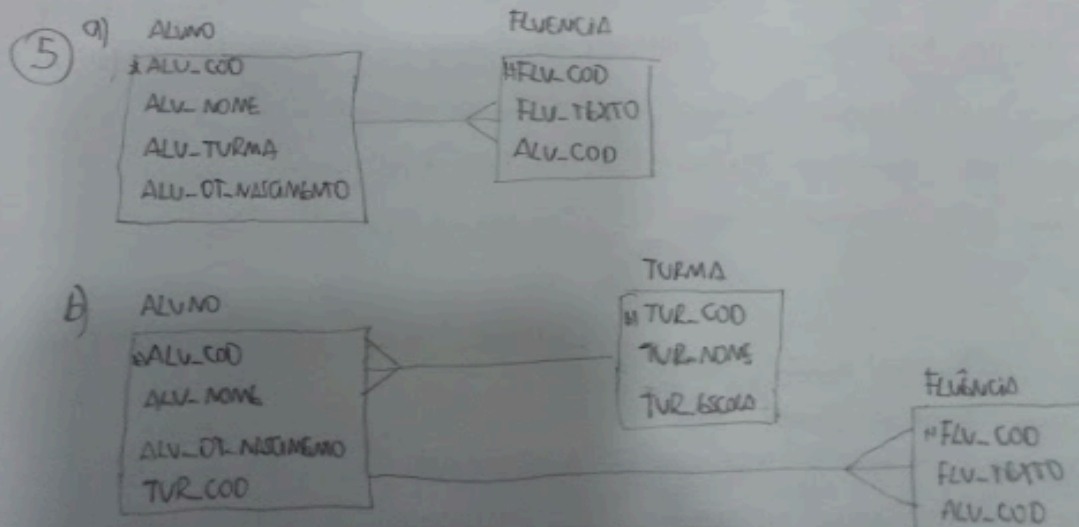 5 a) ALUNO
#ALU_COD
ALU_NOME
ALU_TURMA
ALU_DT_NASCIMENTO
FLUENCIA
#FLU_COD
FLU_TEXTO
ALU_COD
b) ALUNO
#ALU_COD
ALU_NOME
ALU_DT_NASCIMENTO
TUR_COD
TURMA
#TUR_COD
TUR_NOME
TUR_ESCOLA
FLUÊNCIA
#FLU_COD
FLU_TEXTO
ALU_COD